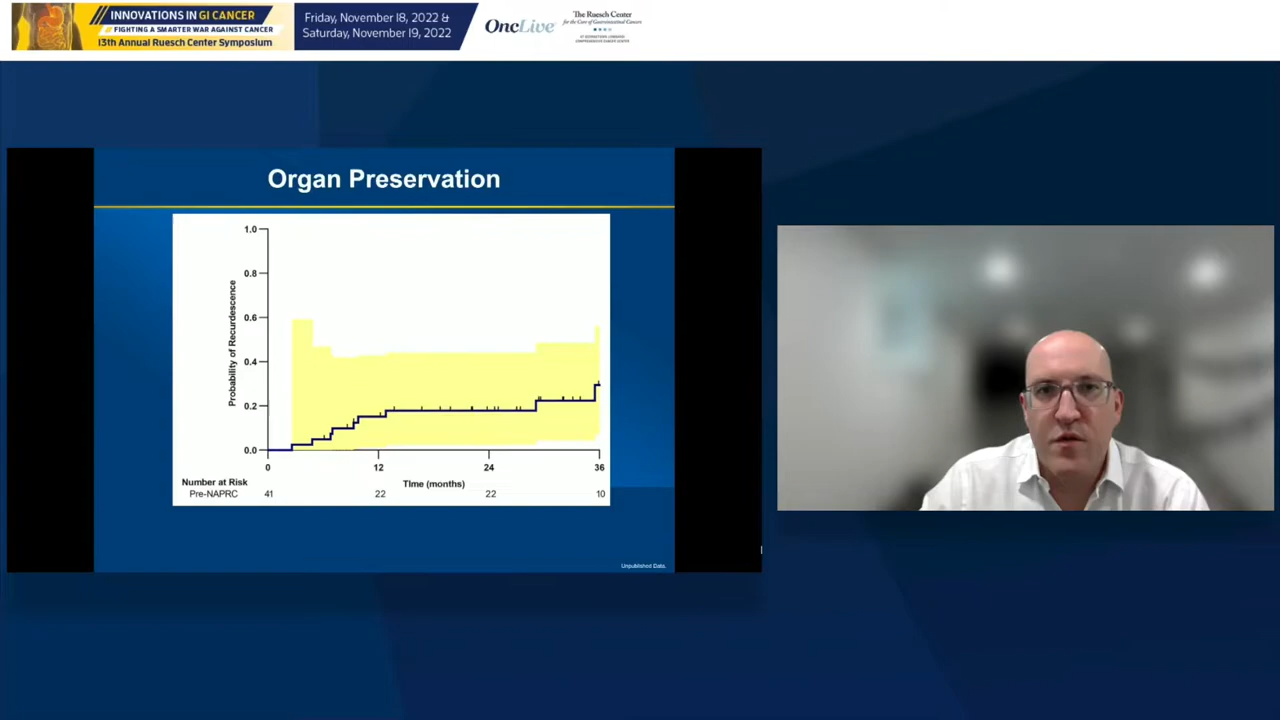 INNOVATIONS IN GI CANCER
FIGHTING A SMARTER WAR AGAINST CANCER
13th Annual Ruesch Center Symposium
Friday, November 18, 2022 &
Saturday, November 19, 2022
OncLive
The Ruesch Center
for the Cure of Gastrointestinal Cancers
Organ Preservation
1.0
0.8
0.6
0.4
0.2
0.0
Probability of Recurdescence
0
12
24
36
Time (months)
Number at Risk
Pre-NAPRC
41
22
22
10
Unpublished Data.